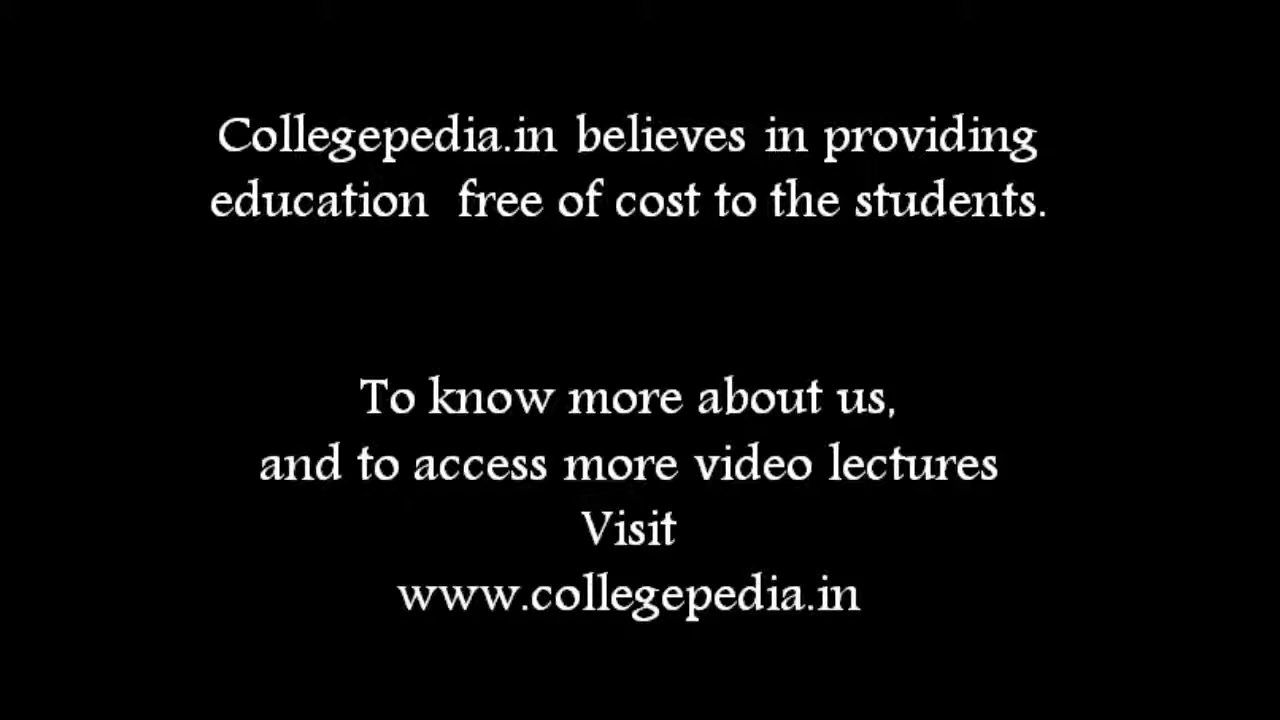 Collegepedia.in believes in providing
education  free of cost to the students.
To know more about us,
and to access more video lectures
Visit
www.collegepedia.in